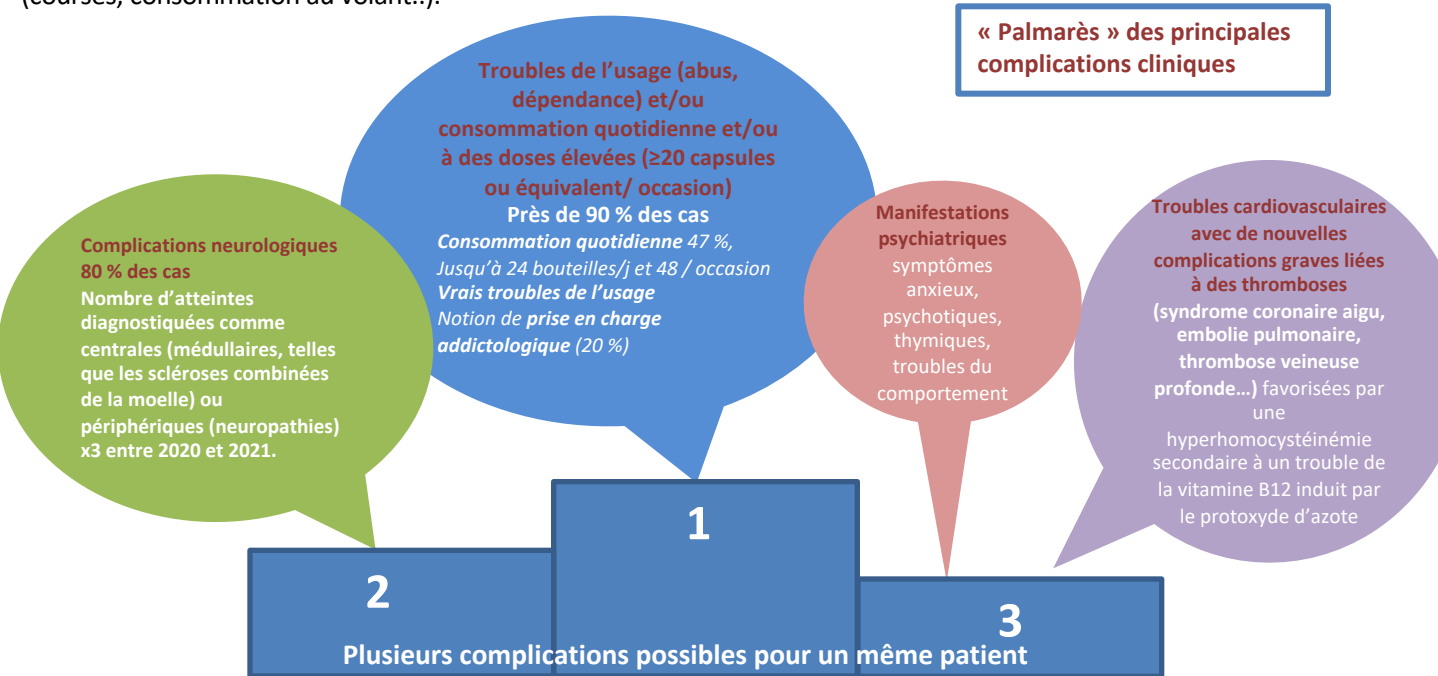 (courses, consommation au volant..).
« Palmarès » des principales
complications cliniques
Troubles de l’usage (abus,
dépendance) et/ou
consommation quotidienne et/ou
à des doses élevées (≥20 capsules
ou équivalent/ occasion)
Près de 90 % des cas
Consommation quotidienne 47 %,
Jusqu’à 24 bouteilles/j et 48 / occasion
Vrais troubles de l’usage
Notion de prise en charge
addictologique (20 %)
Complications neurologiques
80 % des cas
Nombre d’atteintes
diagnostiquées comme
centrales (médullaires, telles
que les scléroses combinées
de la moelle) ou
périphériques (neuropathies)
x3 entre 2020 et 2021.
Manifestations
psychiatriques
symptômes
anxieux,
psychotiques,
thymiques,
troubles du
comportement
Troubles cardiovasculaires
avec de nouvelles
complications graves liées
à des thromboses
(syndrome coronaire aigu,
embolie pulmonaire,
thrombose veineuse
profonde…) favorisées par
une
hyperhomocystéinémie
secondaire à un trouble de
la vitamine B12 induit par
le protoxyde d’azote
1
2
3
Plusieurs complications possibles pour un même patient